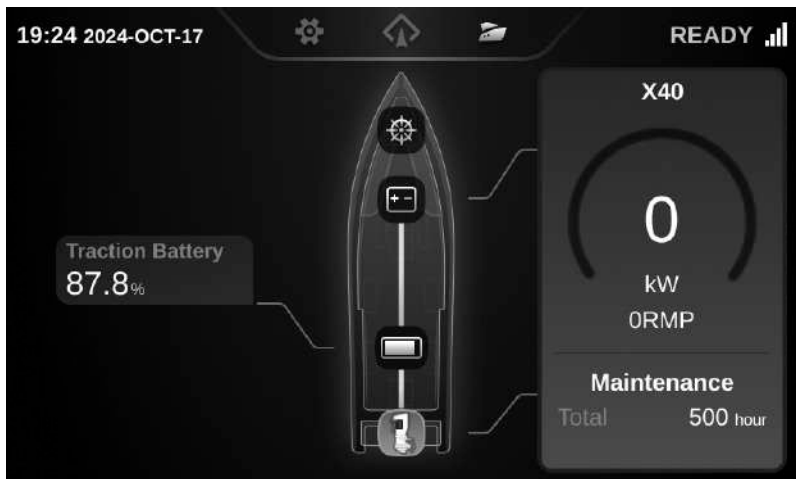 19:24 2024-OCT-17
READY
X40
0
kW
0RMP
Traction Battery
87.8%
Maintenance
Total 500 hour